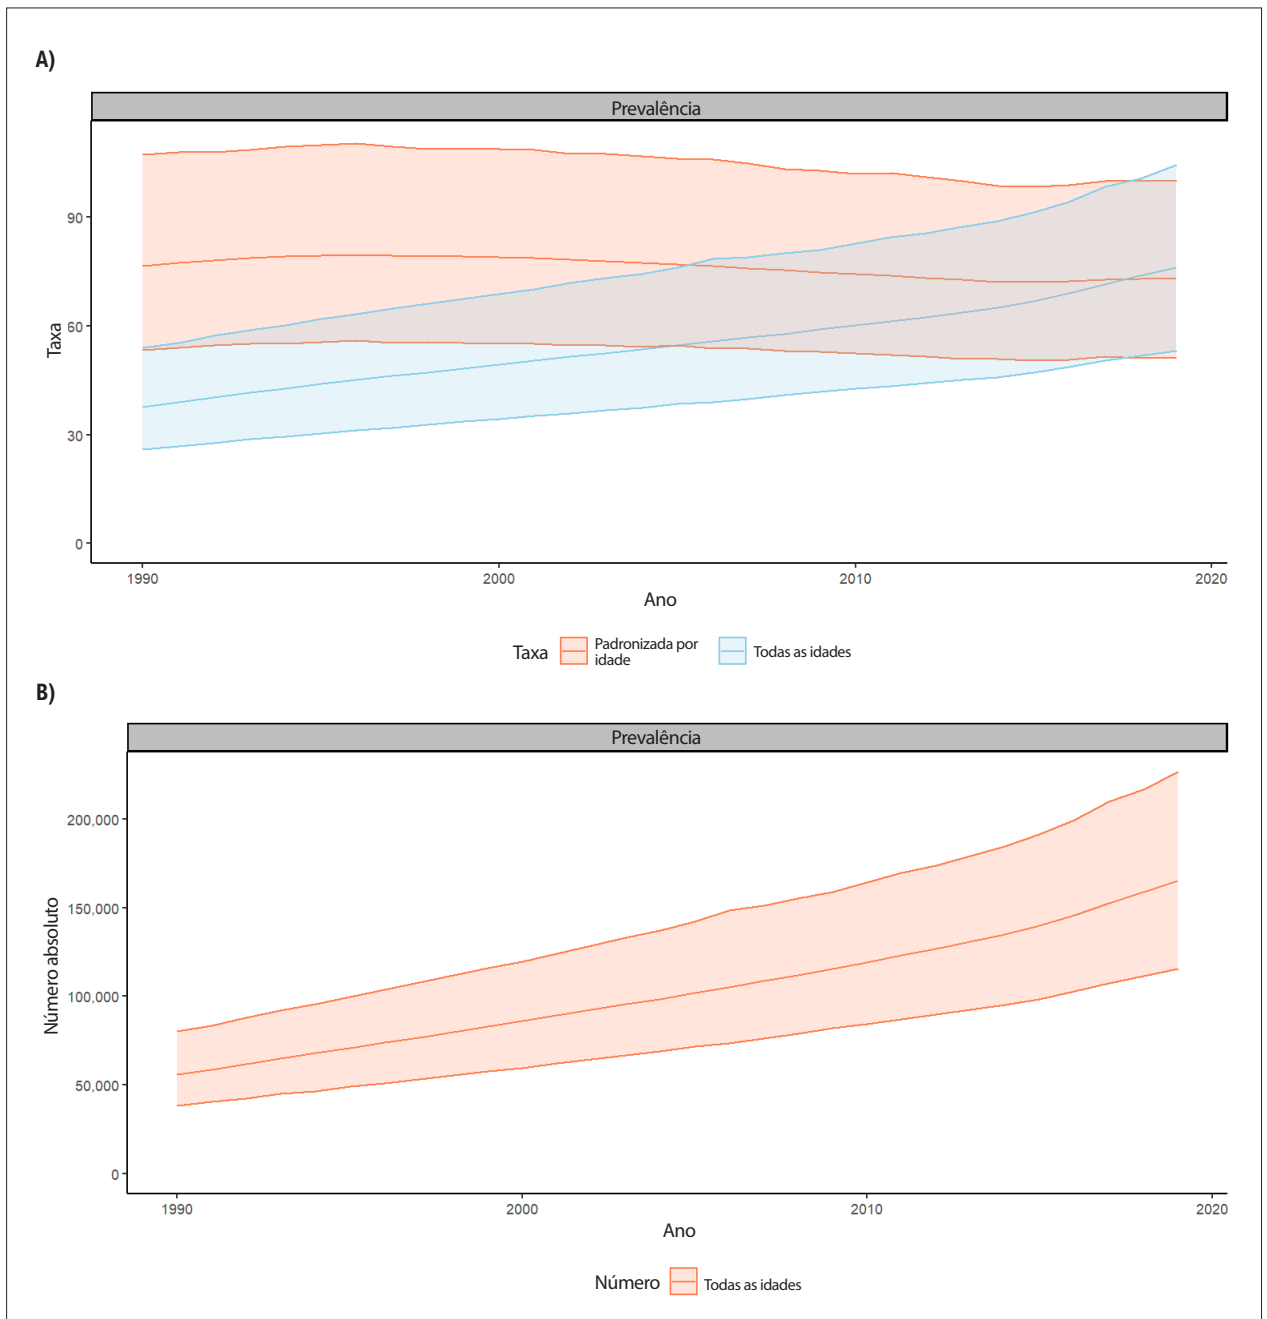 A)
Prevalência
Taxa
90
60
30
0
1990 2000 2010 2020
Ano
Taxa Padronizada por idade Todas as idades
B)
Prevalência
Número absoluto
200,000
150,000
100,000
50,000
0
1990 2000 2010 2020
Ano
Número Todas as idades